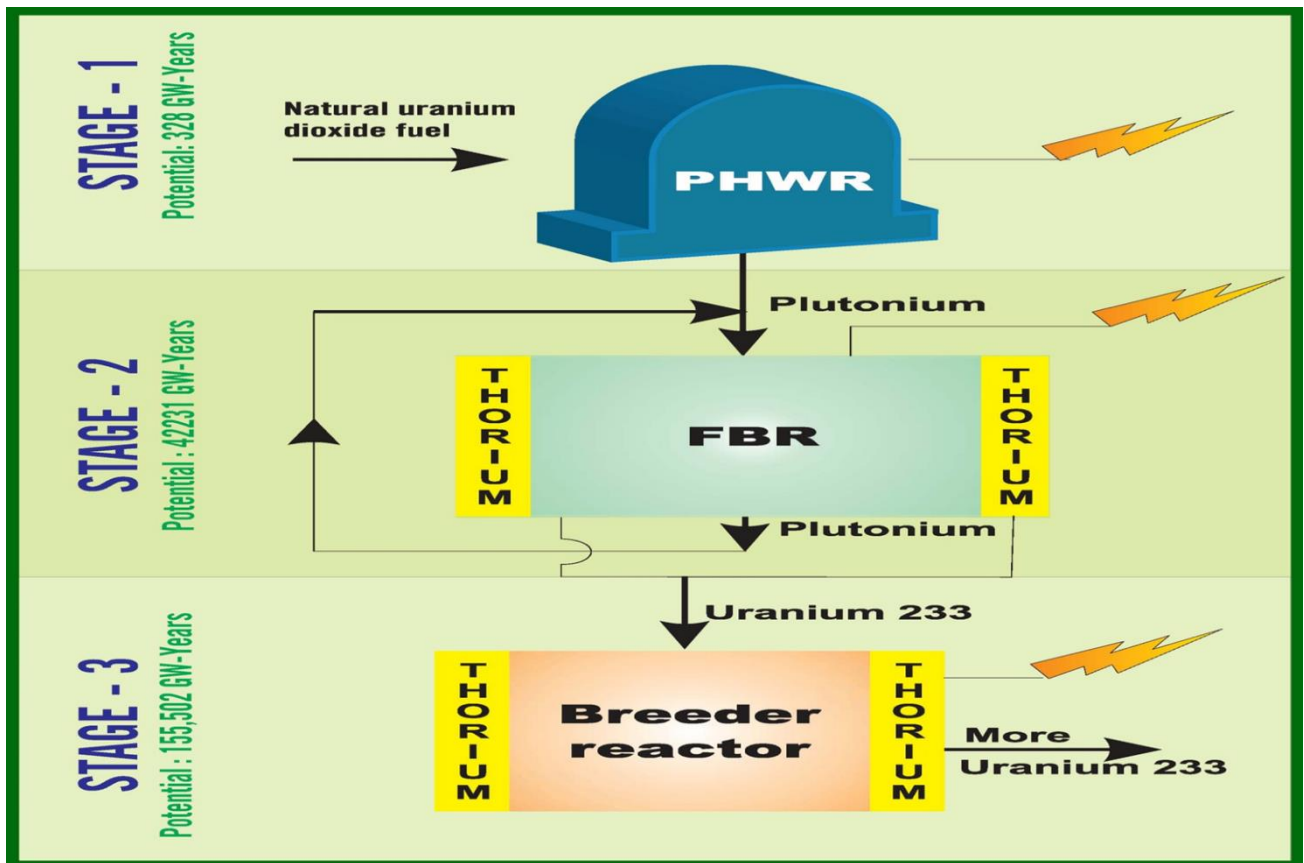 STAGE - 1
Potential: 328 GW-Years
Natural uranium
dioxide fuel
PHWR
STAGE - 2
Potential : 42231 GW-Years
Plutonium
THORIUM
FBR
THORIUM
Plutonium
STAGE - 3
Potential : 155,502 GW-Years
Uranium 233
THORIUM
Breeder
reactor
THORIUM
More
Uranium 233